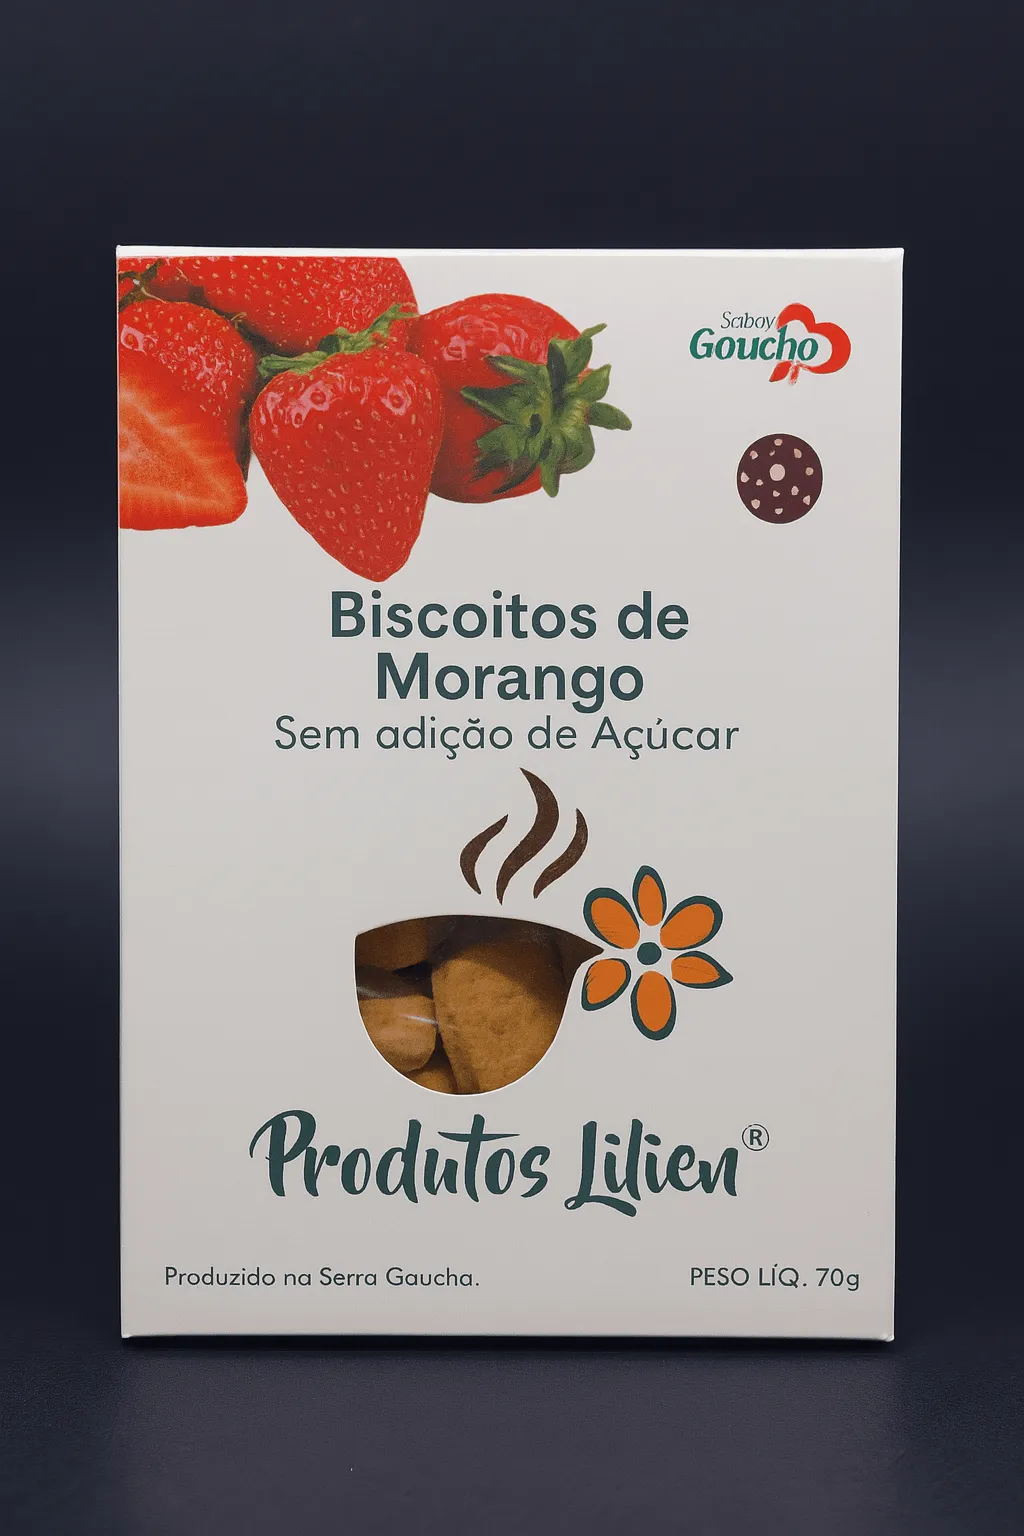 Saboy
Goucho
Biscoitos de
Morango
Sem adição de Açúcar
Produtos Lilien®
Produzido na Serra Gaucha.
PESO LÍQ. 70g